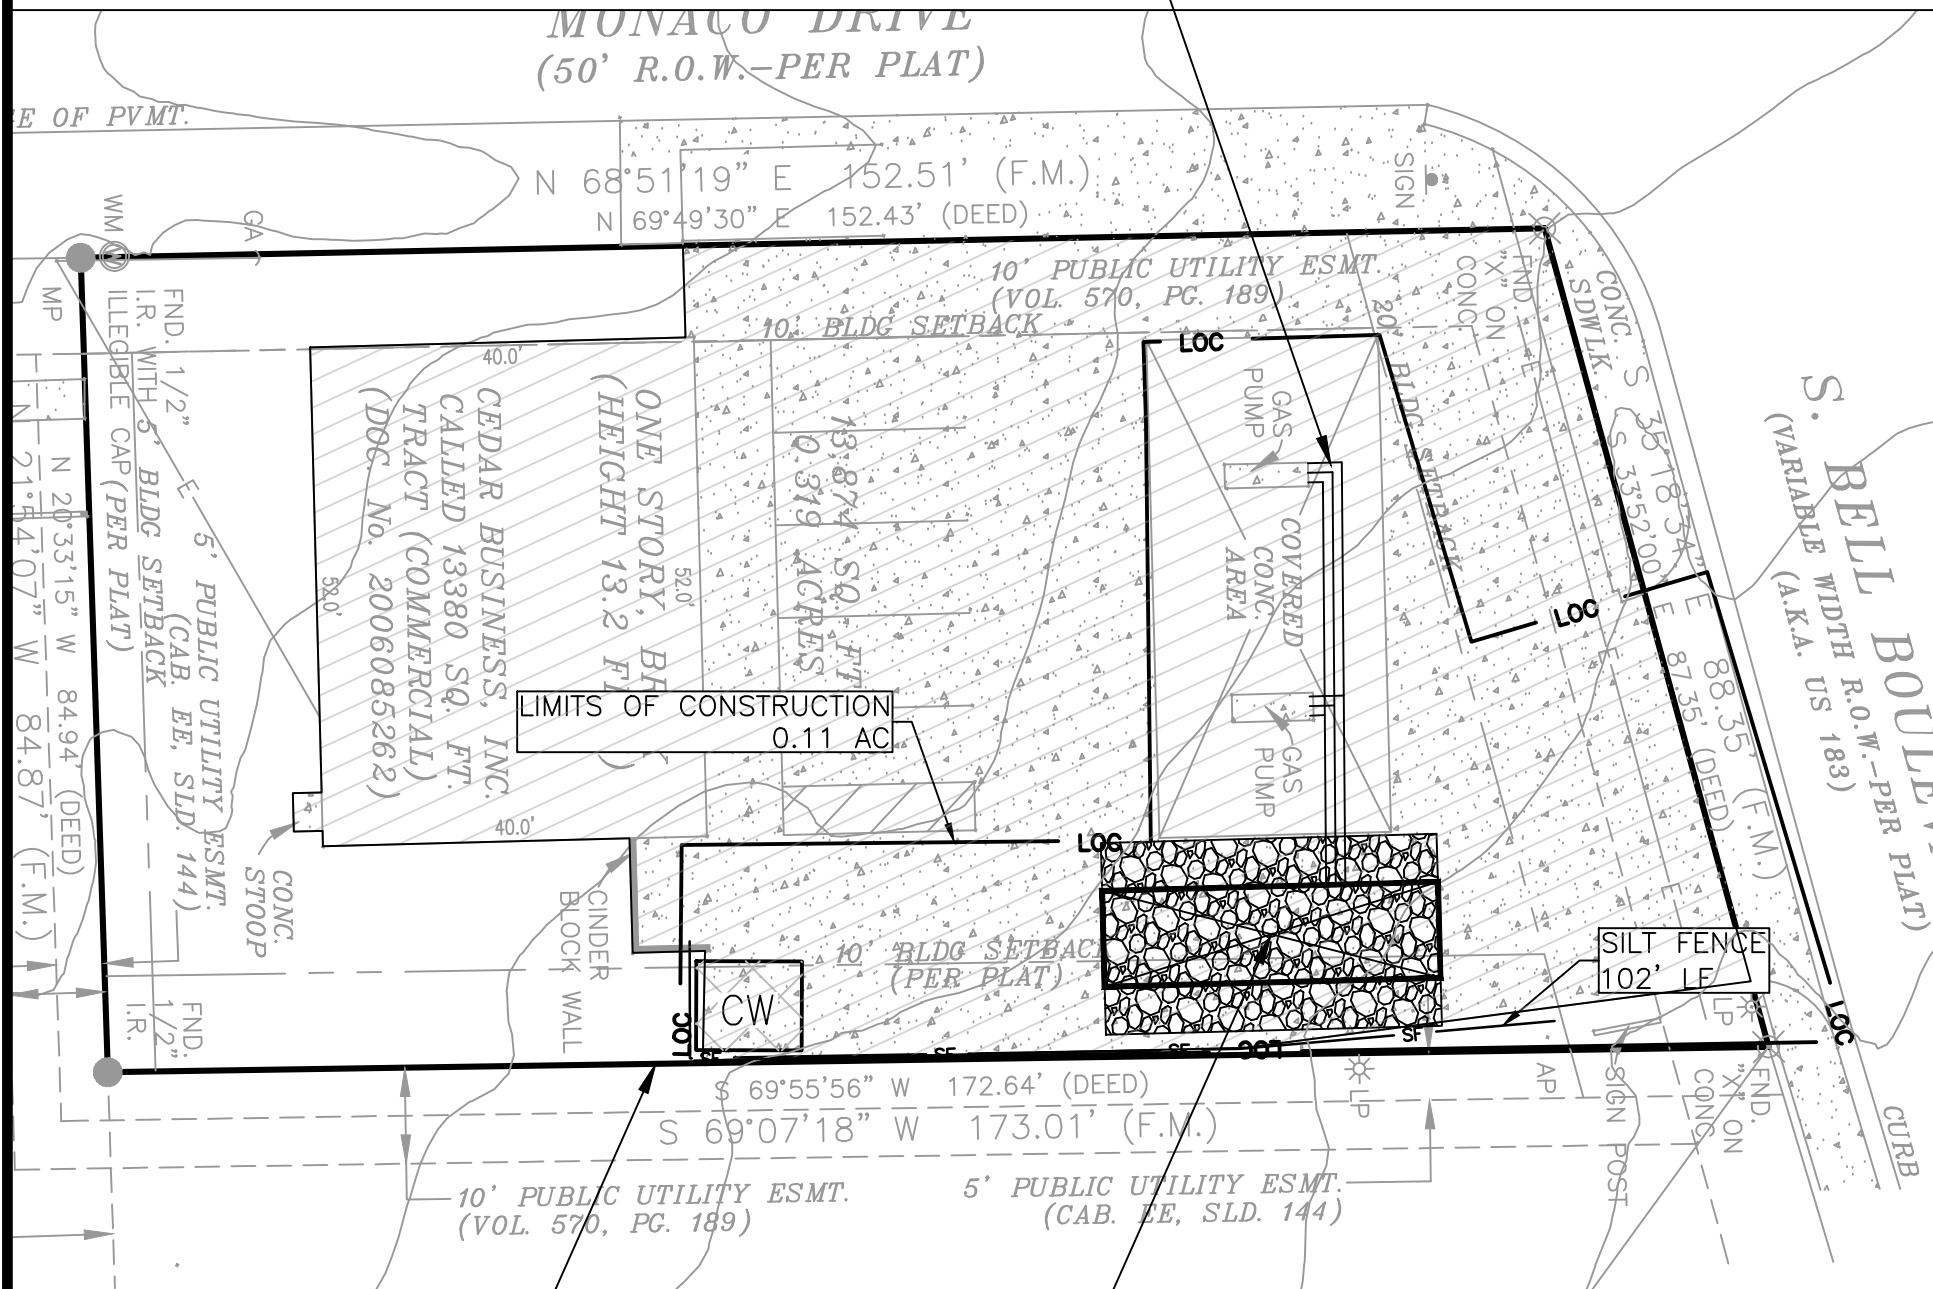 MONACO DRIVE
(50' R.O.W.-PER PLAT)
E OF PVMT.
N 68°51'19" E 152.51' (F.M.)
N 69°49'30" E 152.43' (DEED)
SIGN
WM
W
GA
MP
FND. 1/2"
I.R. WITH
ILLEGIBLE CAP
5' BLDG SETBACK
(PER PLAT)
10' PUBLIC UTILITY ESMT.
(VOL. 570, PG. 189)
10' BLDG SETBACK
20'
BLDG SETBACK
FND.
"X" ON
CONC
CONC.
SDWLK
LOC
40.0'
GAS
PUMP
COVERED
CONC.
AREA
GAS
PUMP
ONE STORY,
(HEIGHT 13.2
13,874 SQ. FT
0.319 ACRES
CEDAR BUSINESS, INC.
CALLED 13380 SQ. FT.
TRACT (COMMERCIAL)
(DOC No. 2006085262)
52.0'
52.0'
40.0'
LIMITS OF CONSTRUCTION
0.11 AC
LOC
LOC
S 35°18'34" E 88.35' (F.M.)
S 33°52'00" E 87.35' (DEED)
S. BELL
(VARIABLE WIDTH R.O.W.-PER PLAT)
(A.K.A. US 183)
E
E
N 20°33'15" W 84.94' (DEED)
N 21°54'07" W 84.87' (F.M.)
5' PUBLIC UTILITY ESMT.
(CAB. EE, SLD. 144)
CONC.
STOOP
CINDER
BLOCK WALL
10' BLDG SETBACK
(PER PLAT)
CW
SILT FENCE
102' LF
LP
LOC
LOC
LOC
SF
SF
SF
SF
FND.
1/2"
I.R.
S 69°55'56" W 172.64' (DEED)
S 69°07'18" W 173.01' (F.M.)
LP
AP
SIGN POST
FND.
"X" ON
CONC
CURB
10' PUBLIC UTILITY ESMT.
(VOL. 570, PG. 189)
5' PUBLIC UTILITY ESMT.
(CAB. EE, SLD. 144)